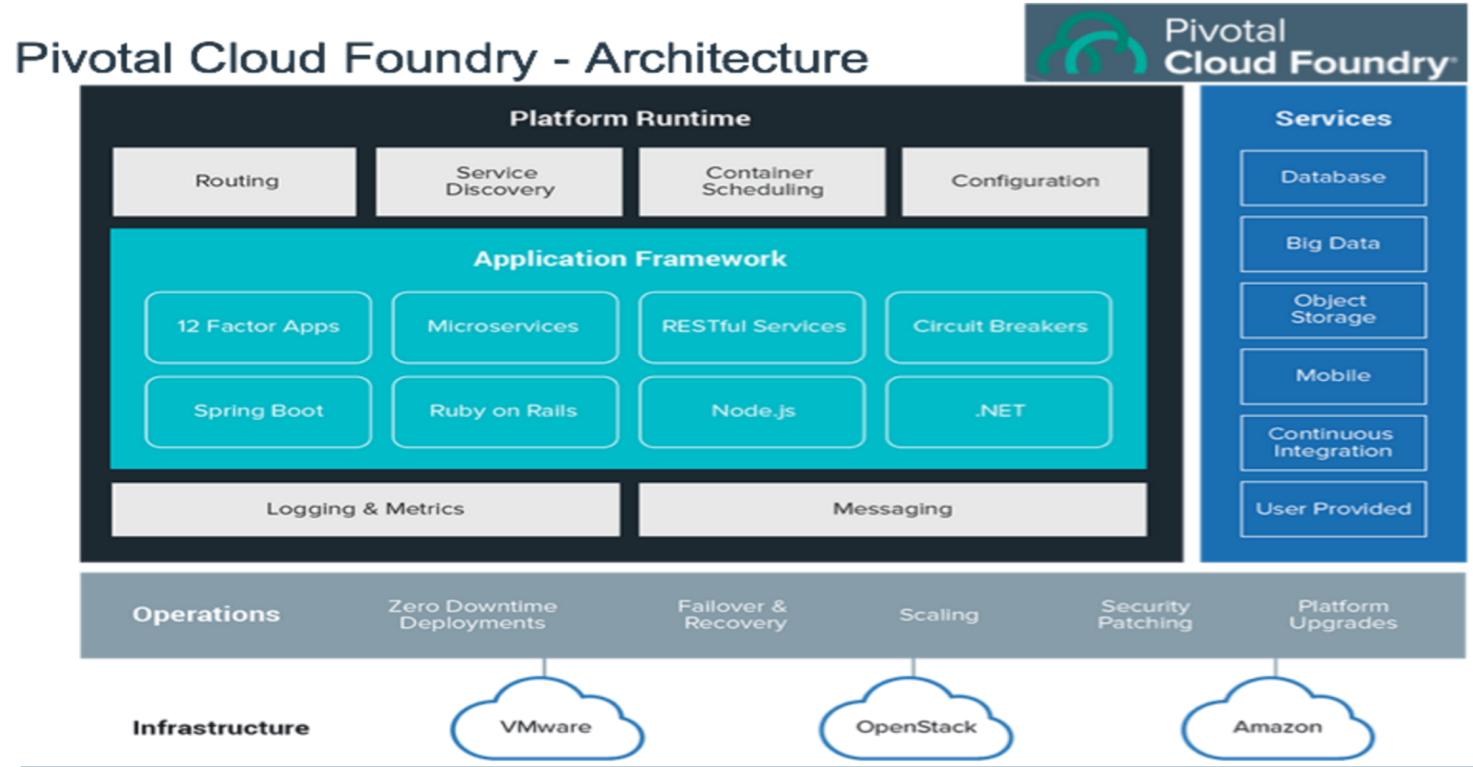 Pivotal Cloud Foundry - Architecture
Pivotal
Cloud Foundry
Platform Runtime
Routing
Service
Discovery
Container
Scheduling
Configuration
Application Framework
12 Factor Apps
Microservices
RESTful Services
Circuit Breakers
Spring Boot
Ruby on Rails
Node.js
.NET
Logging & Metrics
Messaging
Services
Database
Big Data
Object
Storage
Mobile
Continuous
Integration
User Provided
Operations
Zero Downtime
Deployments
Failover &
Recovery
Scaling
Security
Patching
Platform
Upgrades
Infrastructure
VMware
OpenStack
Amazon